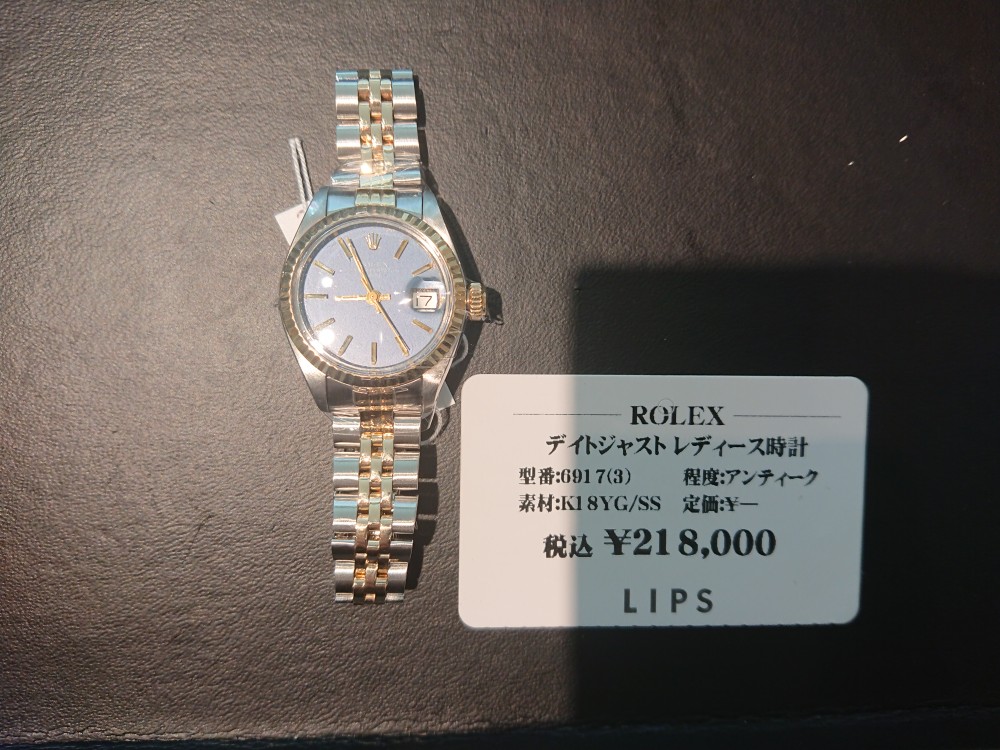 17
ROLEX
デイトジャスト レディース時計
型番:6917(3) 程度:アンティーク
素材:K18YG/SS 定価:¥―
税込 ¥218,000
LIPS